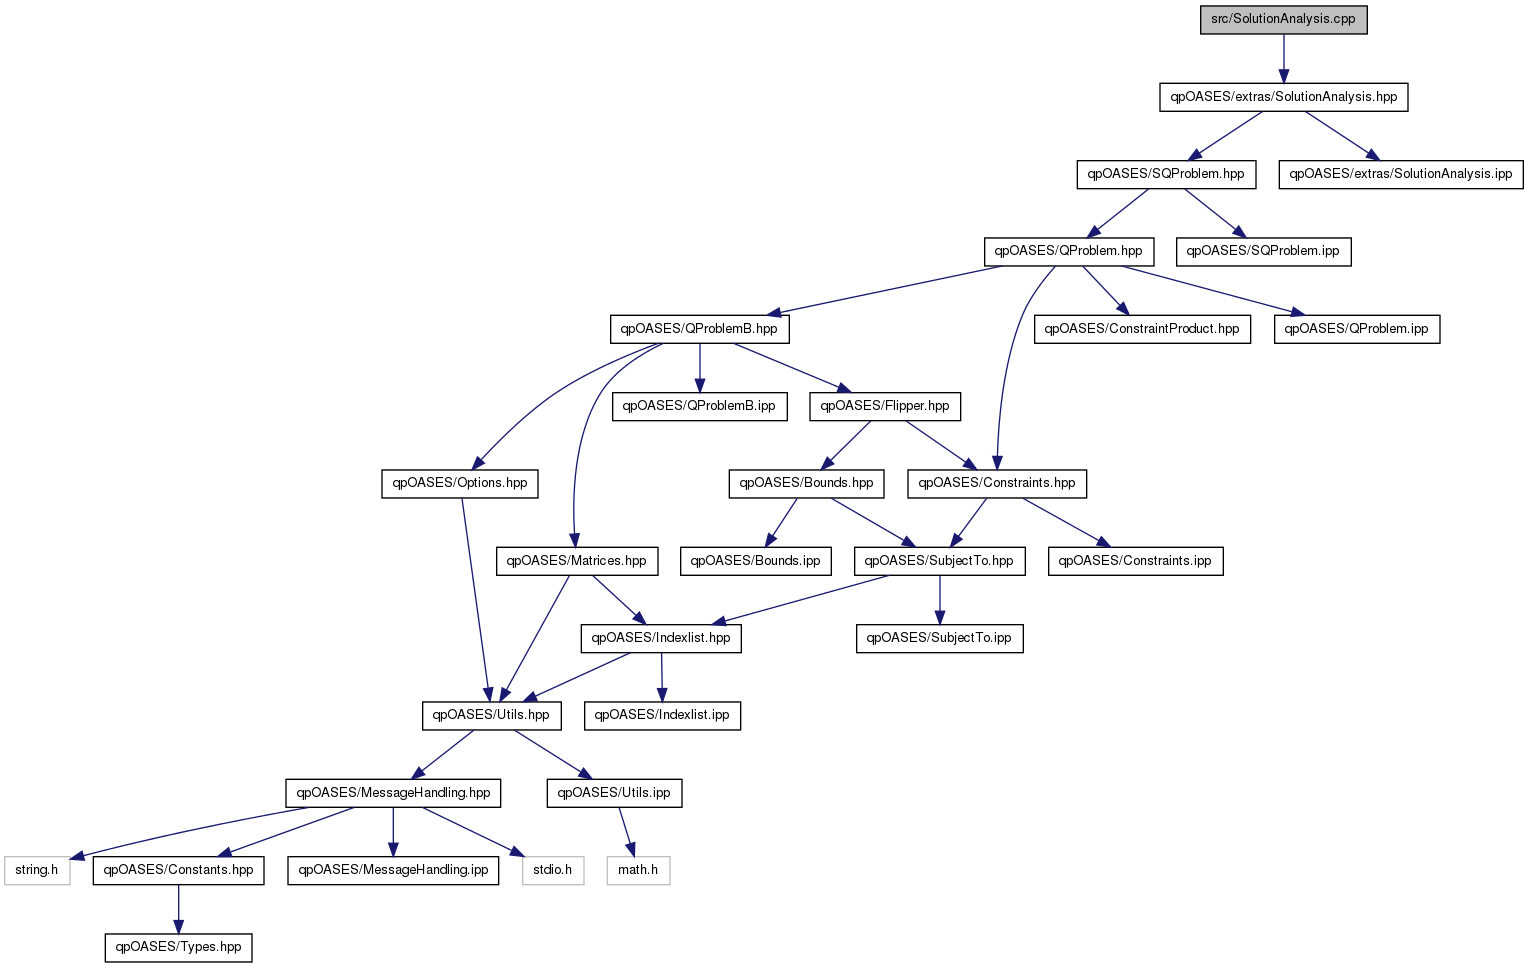 src/SolutionAnalysis.cpp
qpOASES/extras/SolutionAnalysis.hpp
qpOASES/SQProblem.hpp
qpOASES/extras/SolutionAnalysis.ipp
qpOASES/QProblem.hpp
qpOASES/SQProblem.ipp
qpOASES/QProblemB.hpp
qpOASES/ConstraintProduct.hpp
qpOASES/QProblem.ipp
qpOASES/QProblemB.ipp
qpOASES/Flipper.hpp
qpOASES/Options.hpp
qpOASES/Bounds.hpp
qpOASES/Constraints.hpp
qpOASES/Matrices.hpp
qpOASES/Bounds.ipp
qpOASES/SubjectTo.hpp
qpOASES/Constraints.ipp
qpOASES/Indexlist.hpp
qpOASES/SubjectTo.ipp
qpOASES/Utils.hpp
qpOASES/Indexlist.ipp
qpOASES/MessageHandling.hpp
qpOASES/Utils.ipp
string.h
qpOASES/Constants.hpp
qpOASES/MessageHandling.ipp
stdio.h
math.h
qpOASES/Types.hpp